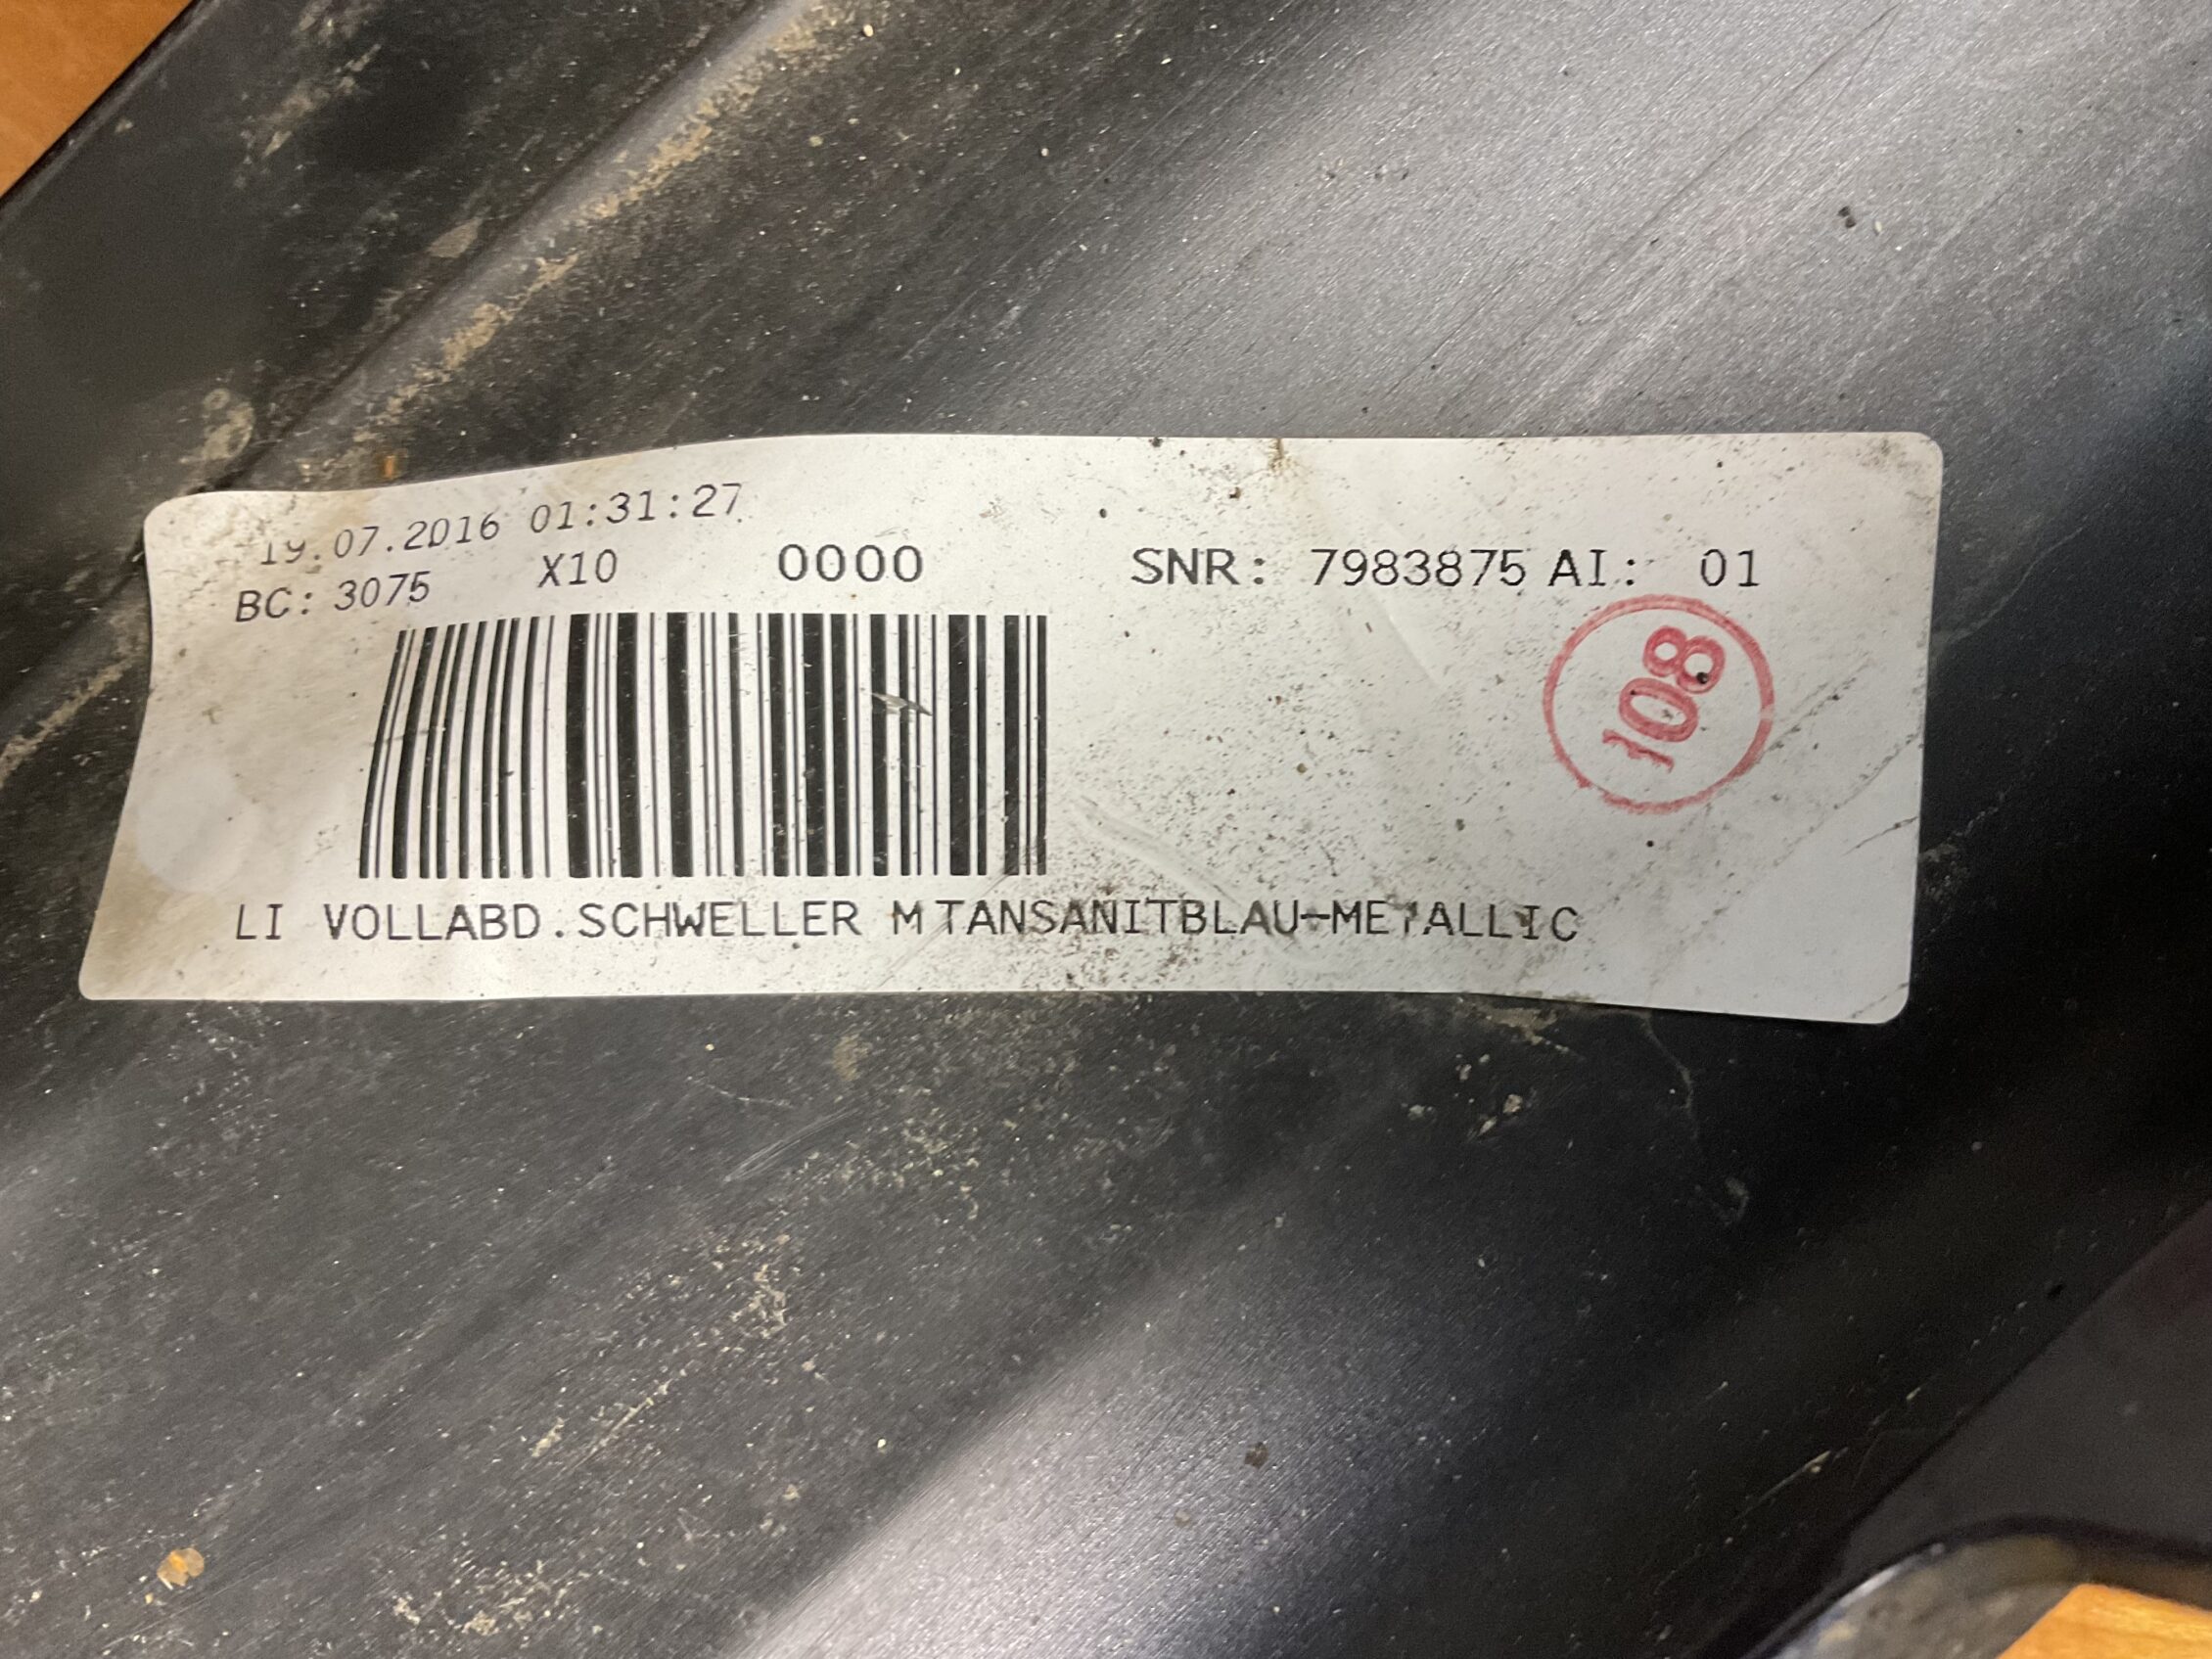 19.07.2016 01:31:27
BC: 3075 X10 0000 SNR: 7983875 AI: 01
108
LI VOLLABD.SCHWELLER M TANSANITBLAU-METALLIC